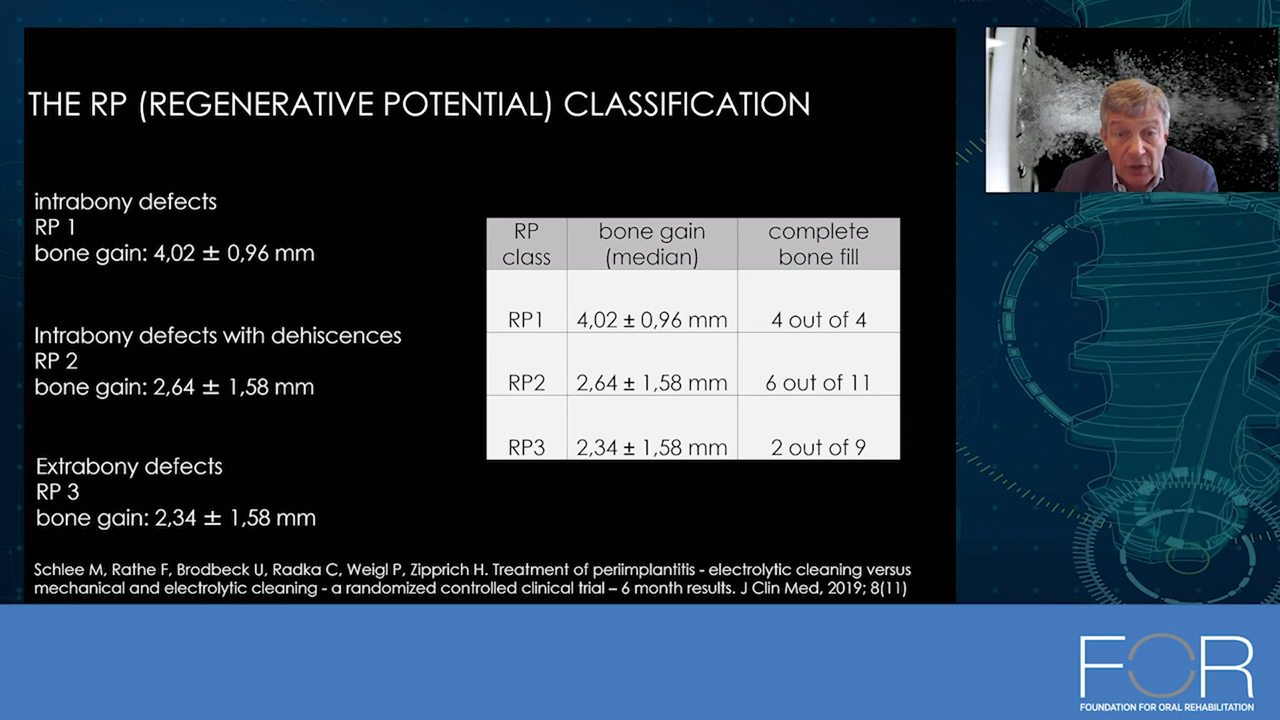 THE RP (REGENERATIVE POTENTIAL) CLASSIFICATION
intrabony defects
RP 1
bone gain: 4,02 ± 0,96 mm
Intrabony defects with dehiscences
RP 2
bone gain: 2,64 ± 1,58 mm
Extrabony defects
RP 3
bone gain: 2,34 ± 1,58 mm
RP class bone gain (median) complete bone fill
RP1 4,02 ± 0,96 mm 4 out of 4
RP2 2,64 ± 1,58 mm 6 out of 11
RP3 2,34 ± 1,58 mm 2 out of 9
Schlee M, Rathe F, Brodbeck U, Radka C, Weigl P, Zipprich H. Treatment of periimplantitis - electrolytic cleaning versus
mechanical and electrolytic cleaning - a randomized controlled clinical trial – 6 month results. J Clin Med, 2019; 8(11)
FOR
FOUNDATION FOR ORAL REHABILITATION